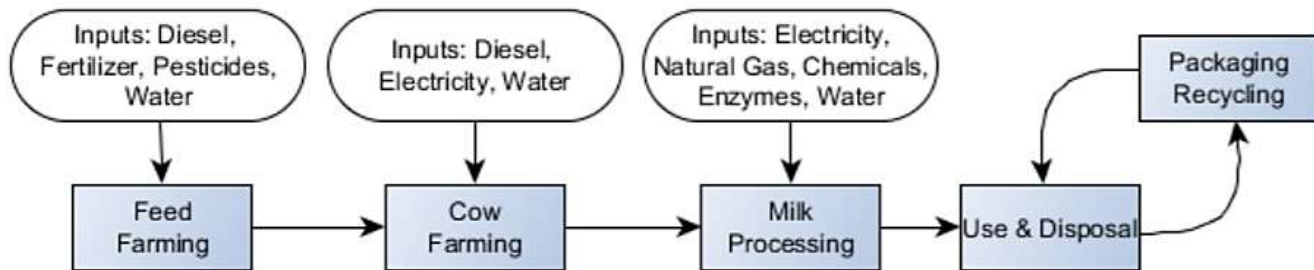 Inputs: Diesel,
Fertilizer, Pesticides,
Water
Inputs: Diesel,
Electricity, Water
Inputs: Electricity,
Natural Gas, Chemicals,
Enzymes, Water
Packaging
Recycling
Feed
Farming
Cow
Farming
Milk
Processing
Use & Disposal